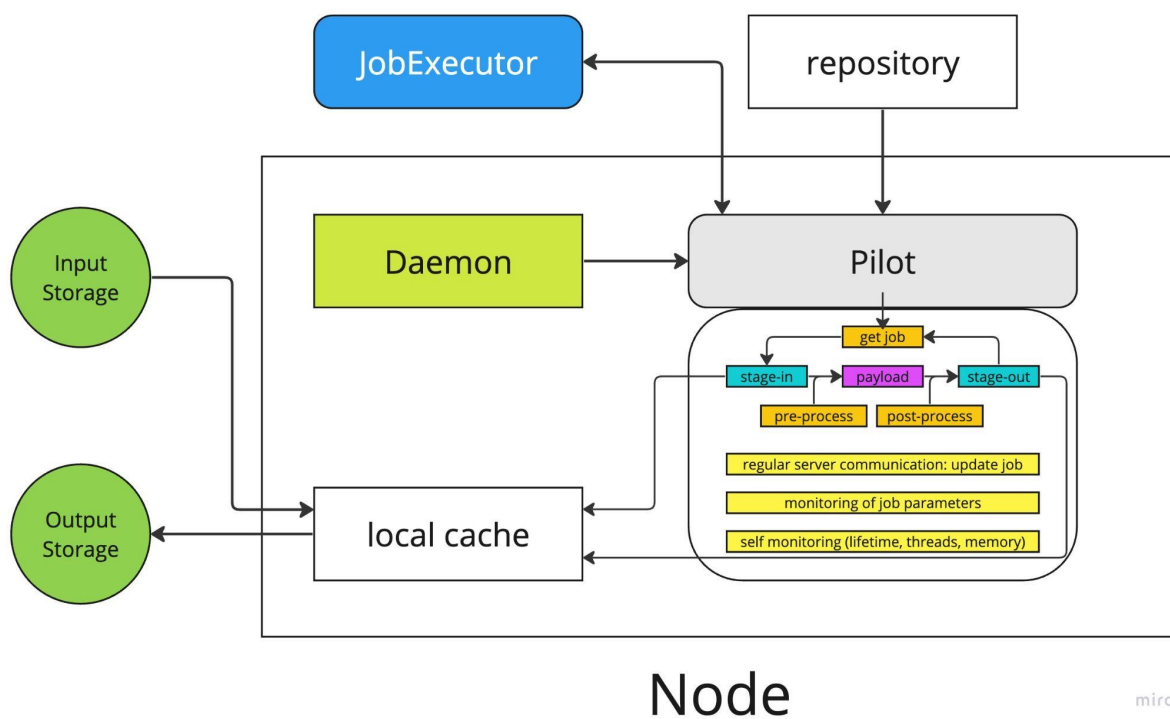 JobExecutor
repository
Daemon
Pilot
Input
Storage
get job
stage-in
payload
stage-out
pre-process
post-process
regular server communication: update job
monitoring of job parameters
self monitoring (lifetime, threads, memory)
Output
Storage
local cache
Node